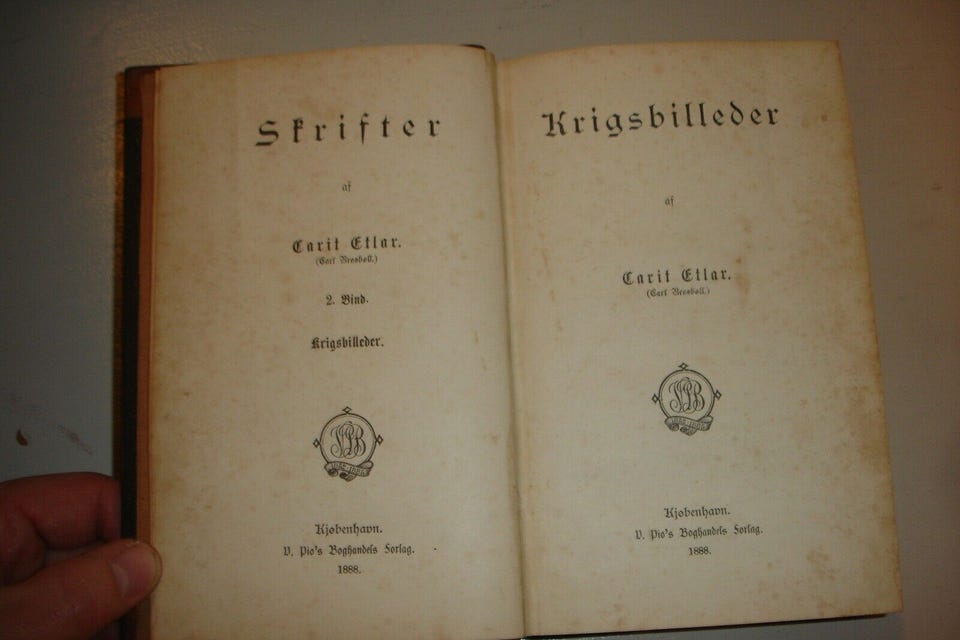 Skrifter
af
Carit Etlar.
(Carl Brosbøll.)
2. Bind.
Krigsbilleder.
Kjøbenhavn.
V. Pio's Boghandels Forlag.
1888.
Krigsbilleder
af
Carit Etlar.
(Carl Brosbøll.)
Kjøbenhavn.
V. Pio's Boghandels Forlag.
1888.